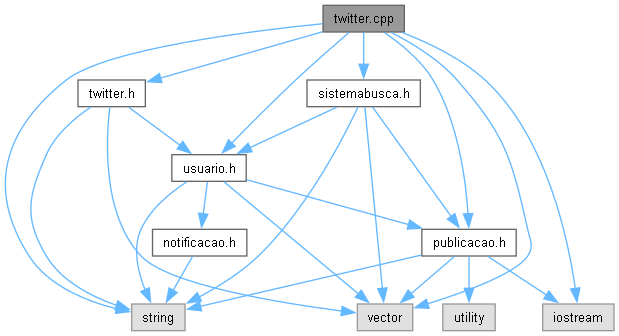 twitter.cpp
twitter.h
sistemabusca.h
usuario.h
notificacao.h
publicacao.h
string
vector
utility
iostream